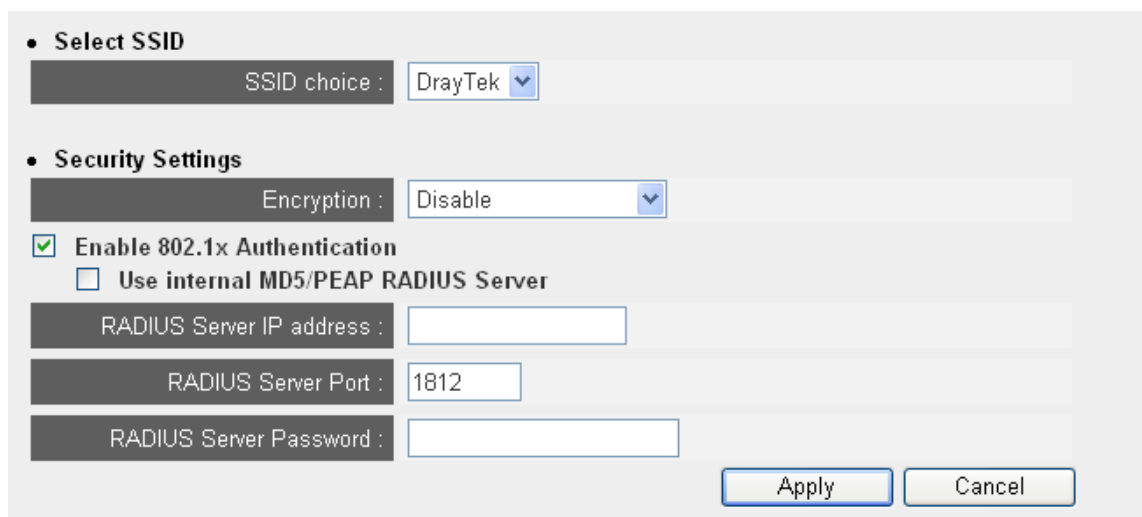 • Select SSID
SSID choice : DrayTek
• Security Settings
Encryption : Disable
Enable 802.1x Authentication
Use internal MD5/PEAP RADIUS Server
RADIUS Server IP address :
RADIUS Server Port : 1812
RADIUS Server Password :
Apply Cancel